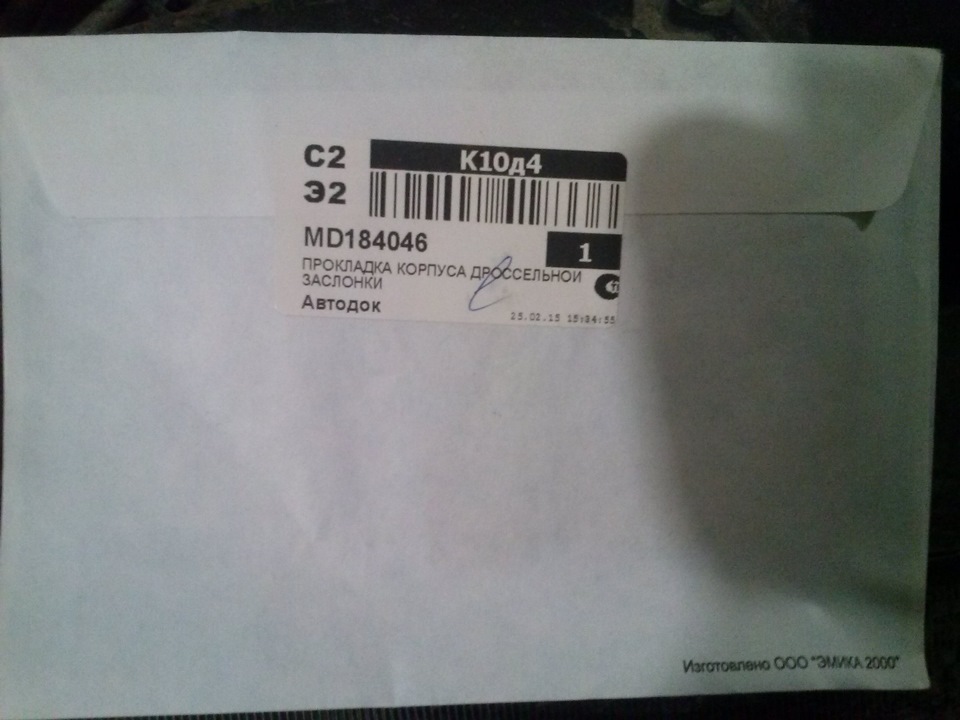 С2
К10д4
Э2
MD184046
1
ПРОКЛАДКА КОРПУСА ДРОССЕЛЬНОЙ
ЗАСЛОНКИ
Автодок
25.02.15 15:34:55
Изготовлено ООО "ЭМИКА 2000"